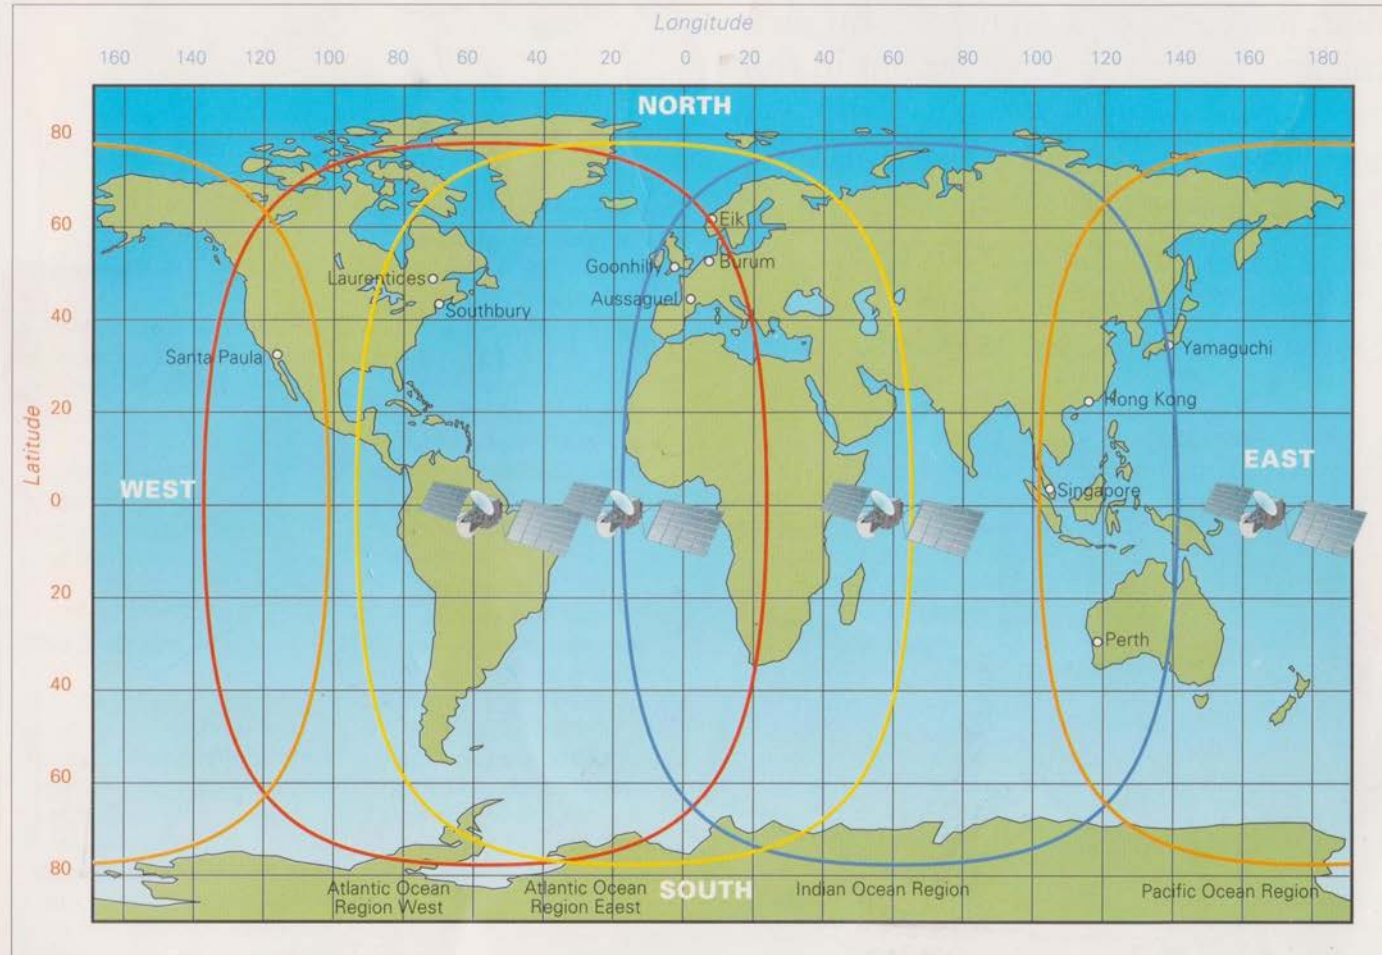 Longitude
160 140 120 100 80 60 40 20 0 20 40 60 80 100 120 140 160 180
NORTH
80
60
40
20
0
20
40
60
80
Latitude
WEST
EAST
Eik
Goonhilly
Burum
Laurentides
Aussaguel
Southbury
Santa Paula
Yamaguchi
Hong Kong
Singapore
Perth
Atlantic Ocean
Region West
Atlantic Ocean
Region Eaest
SOUTH
Indian Ocean Region
Pacific Ocean Region